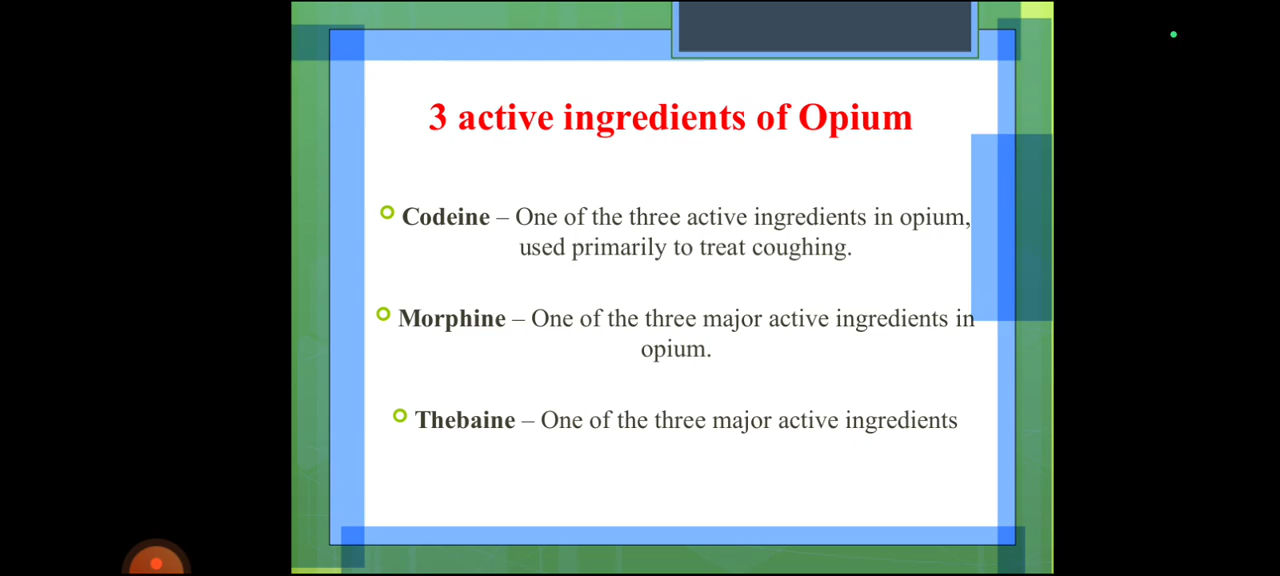 3 active ingredients of Opium
Codeine – One of the three active ingredients in opium,
used primarily to treat coughing.
Morphine – One of the three major active ingredients in
opium.
Thebaine – One of the three major active ingredients